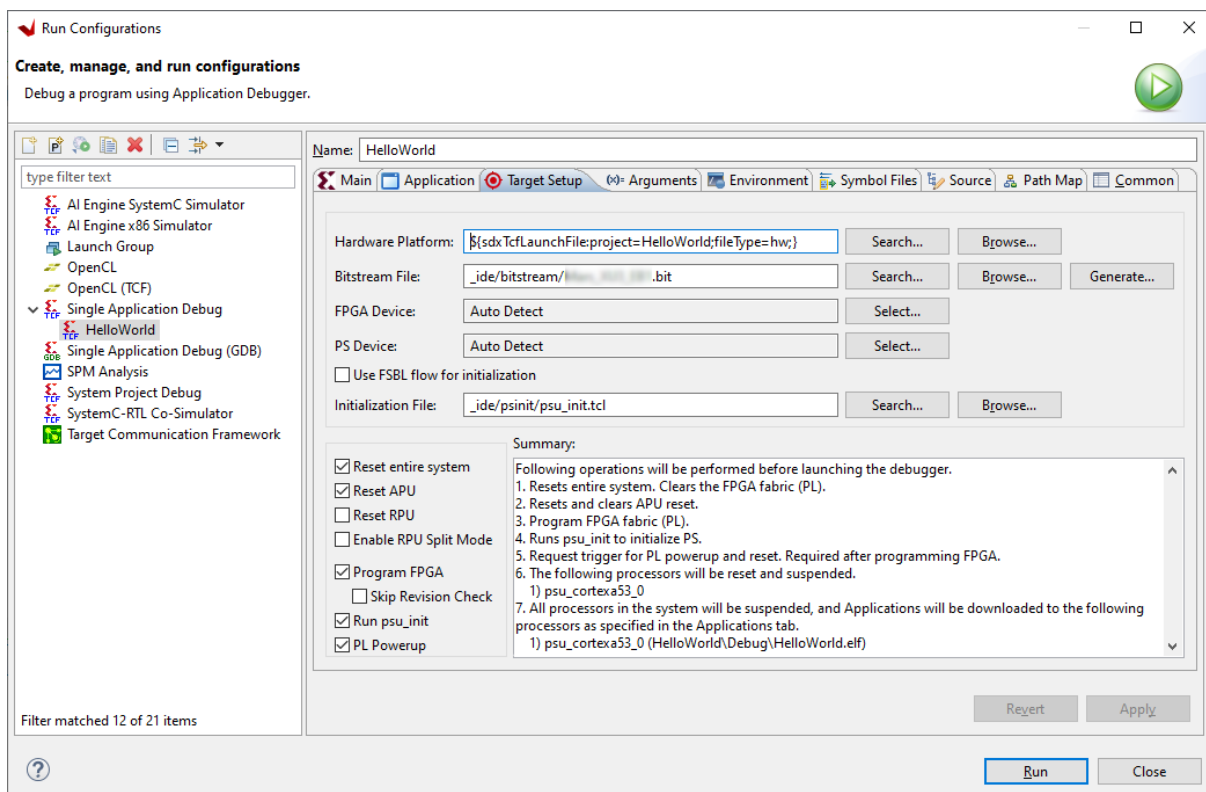 Run Configurations
Create, manage, and run configurations
Debug a program using Application Debugger.
type filter text
AI Engine SystemC Simulator
AI Engine x86 Simulator
Launch Group
OpenCL
OpenCL (TCF)
Single Application Debug
HelloWorld
Single Application Debug (GDB)
SPM Analysis
System Project Debug
SystemC-RTL Co-Simulator
Target Communication Framework
Filter matched 12 of 21 items
Name: HelloWorld
Main Application Target Setup (x)= Arguments Environment Symbol Files Source Path Map Common
Hardware Platform: ${sdxTcfLaunchFile:project=HelloWorld;fileType=hw;} Search... Browse...
Bitstream File: _ide/bitstream/ .bit Search... Browse... Generate...
FPGA Device: Auto Detect Select...
PS Device: Auto Detect Select...
Use FSBL flow for initialization
Initialization File: _ide/psinit/psu_init.tcl Search... Browse...
Reset entire system
Reset APU
Reset RPU
Enable RPU Split Mode
Program FPGA
Skip Revision Check
Run psu_init
PL Powerup
Summary:
Following operations will be performed before launching the debugger.
1. Resets entire system. Clears the FPGA fabric (PL).
2. Resets and clears APU reset.
3. Program FPGA fabric (PL).
4. Runs psu_init to initialize PS.
5. Request trigger for PL powerup and reset. Required after programming FPGA.
6. The following processors will be reset and suspended.
1) psu_cortexa53_0
7. All processors in the system will be suspended, and Applications will be downloaded to the following
processors as specified in the Applications tab.
1) psu_cortexa53_0 (HelloWorld\Debug\HelloWorld.elf)
Revert Apply
Run Close